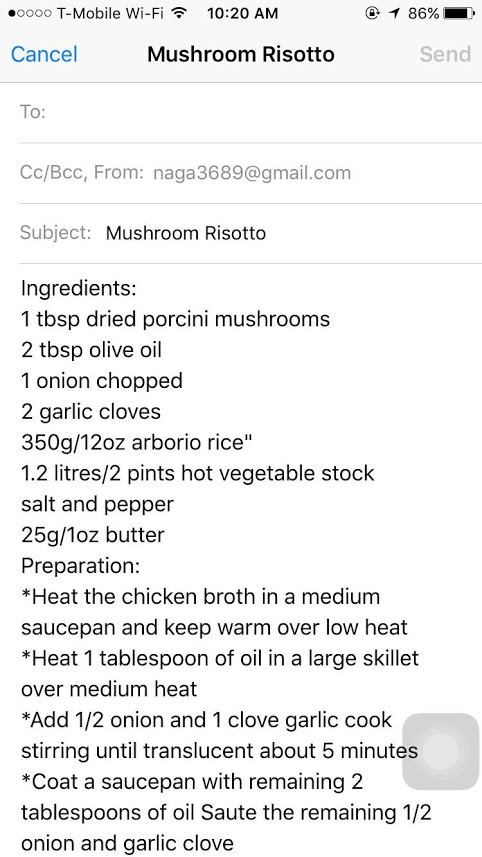 T-Mobile Wi-Fi 10:20 AM 86%
Cancel Mushroom Risotto Send
To:
Cc/Bcc, From: naga3689@gmail.com
Subject: Mushroom Risotto
Ingredients:
1 tbsp dried porcini mushrooms
2 tbsp olive oil
1 onion chopped
2 garlic cloves
350g/12oz arborio rice"
1.2 litres/2 pints hot vegetable stock
salt and pepper
25g/1oz butter
Preparation:
*Heat the chicken broth in a medium
saucepan and keep warm over low heat
*Heat 1 tablespoon of oil in a large skillet
over medium heat
*Add 1/2 onion and 1 clove garlic cook
stirring until translucent about 5 minutes
*Coat a saucepan with remaining 2
tablespoons of oil Saute the remaining 1/2
onion and garlic clove